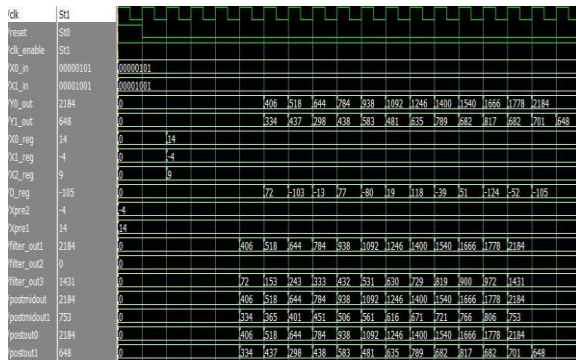 /clk St1
/reset St0
/clk_enable St1
/X0_in 00000101 00000101
/X1_in 00001001 00001001
/Y0_out 2184 0 406 518 644 784 938 1092 1246 1400 1540 1666 1778 2184
/Y1_out 648 0 334 437 298 438 583 481 635 789 682 817 682 701 648
/X0_reg 14 0 14
/X1_reg -4 0 -4
/X2_reg 9 0 9
/D_reg -105 0 72 -103 -13 77 -80 19 118 -39 51 -124 -52 -105
/Xpre2 -4 -4
/Xpre1 14 14
/filter_out1 2184 0 406 518 644 784 938 1092 1246 1400 1540 1666 1778 2184
/filter_out2 0 0
/filter_out3 1431 0 72 153 243 333 432 531 630 729 819 900 972 1431
/postmidout 2184 0 406 518 644 784 938 1092 1246 1400 1540 1666 1778 2184
/postmidout1 753 0 334 365 401 451 506 561 616 671 721 766 806 753
/postout0 2184 0 406 518 644 784 938 1092 1246 1400 1540 1666 1778 2184
/postout1 648 0 334 437 298 438 583 481 635 789 682 817 682 701 648